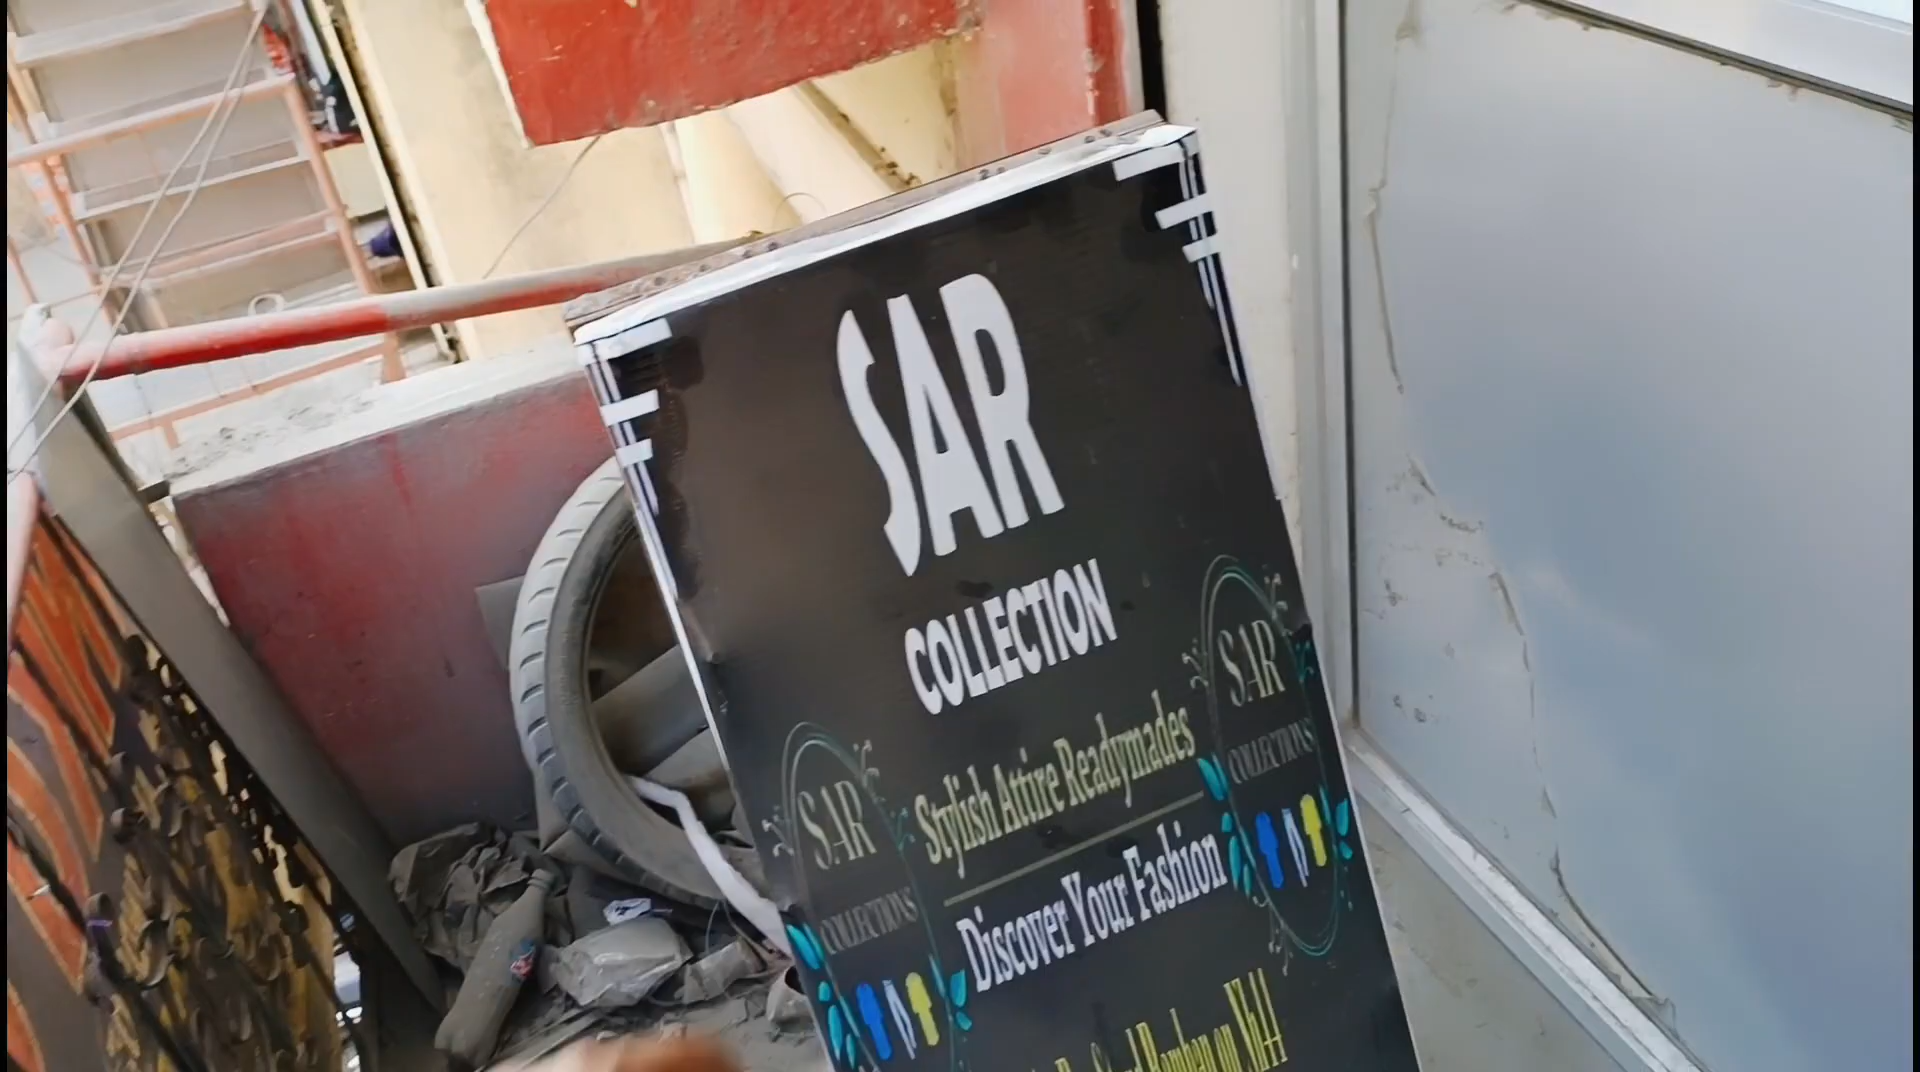 SAR
COLLECTION
Stylish Attire Readymades
Discover Your Fashion
SAR
COLLECTIONS
SAR
COLLECTIONS